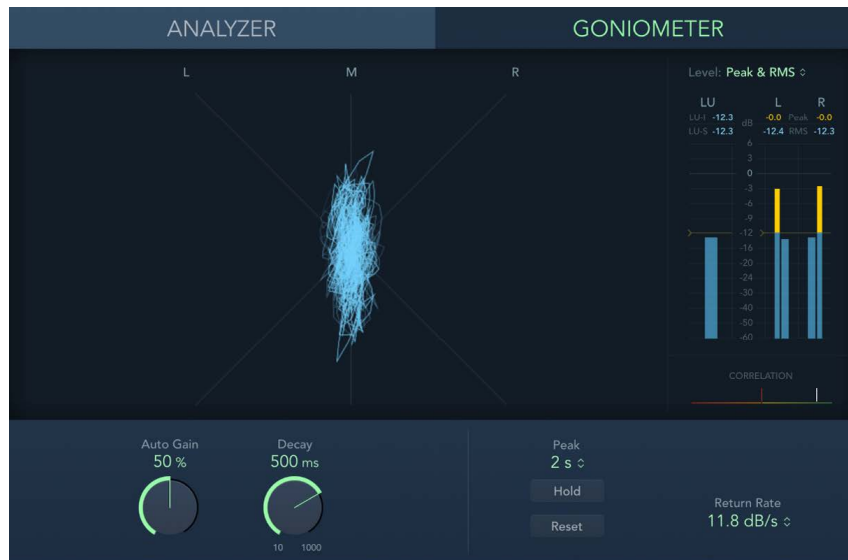 ANALYZER GONIOMETER
L M R
Level: Peak & RMS
LU L R
LU-I -12.3 dB -0.0 Peak -0.0
LU-S -12.3 -12.4 RMS -12.3
6
3
0
-3
-6
-9
-12
-16
-20
-24
-30
-40
-50
-60
CORRELATION
Auto Gain Decay Peak
50 % 500 ms 2 s
Hold
Return Rate
Reset 11.8 dB/s
10 1000